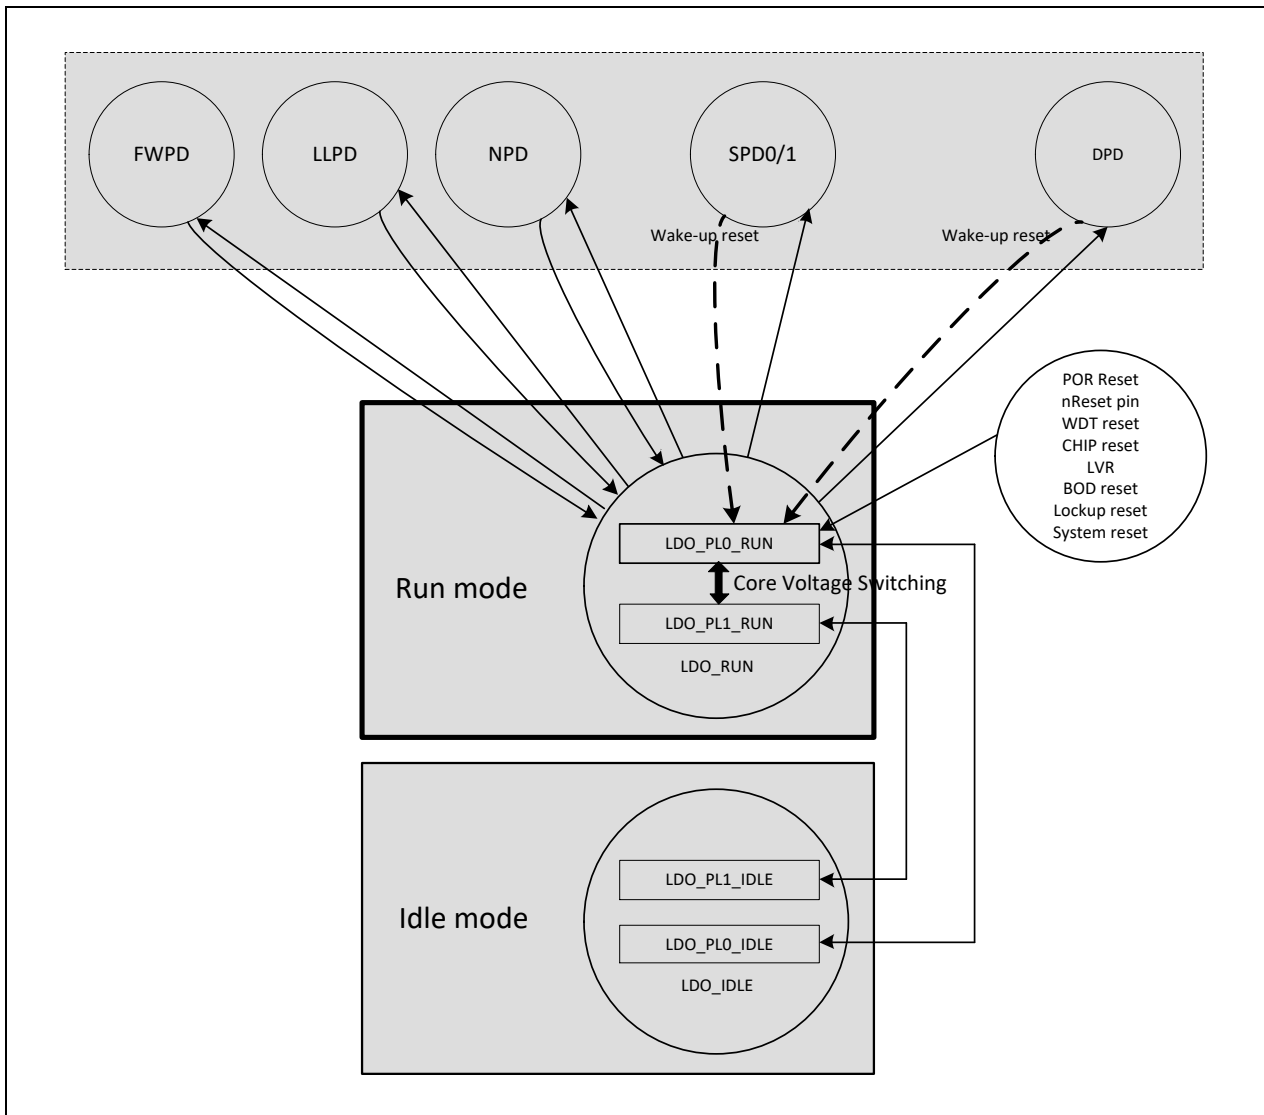 FWPD
LLPD
NPD
SPD0/1
DPD
Wake-up reset
Wake-up reset
POR Reset
nReset pin
WDT reset
CHIP reset
LVR
BOD reset
Lockup reset
System reset
Run mode
LDO_PL0_RUN
Core Voltage Switching
LDO_PL1_RUN
LDO_RUN
Idle mode
LDO_PL1_IDLE
LDO_PL0_IDLE
LDO_IDLE